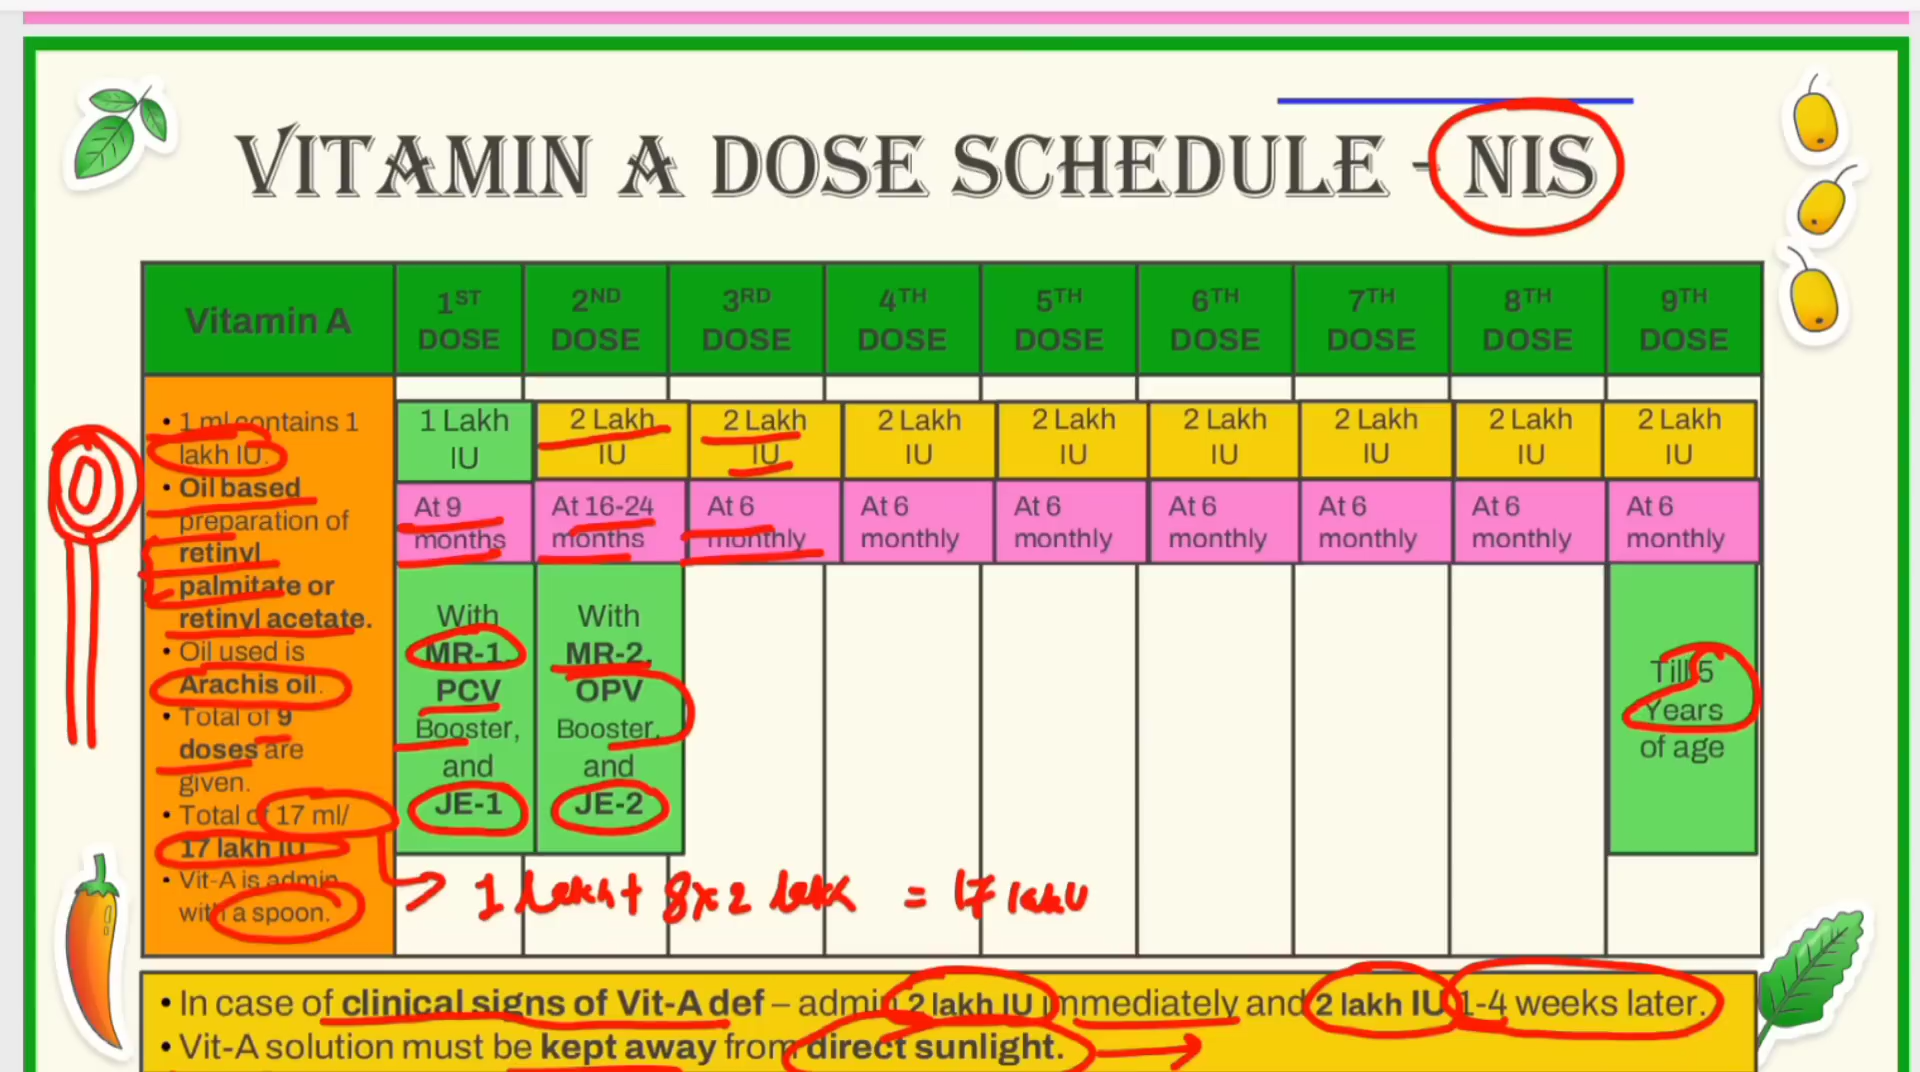 VITAMIN A DOSE SCHEDULE - NIS
Vitamin A
1ST DOSE
2ND DOSE
3RD DOSE
4TH DOSE
5TH DOSE
6TH DOSE
7TH DOSE
8TH DOSE
9TH DOSE
• 1 ml contains 1
lakh IU.
• Oil based
preparation of
retinyl
palmitate or
retinyl acetate.
• Oil used is
Arachis oil.
• Total of 9
doses are
given.
• Total of 17 ml/
17 lakh IU
• Vit-A is admin
with a spoon.
1 Lakh IU
2 Lakh IU
2 Lakh IU
2 Lakh IU
2 Lakh IU
2 Lakh IU
2 Lakh IU
2 Lakh IU
2 Lakh IU
At 9 months
At 16-24 months
At 6 monthly
At 6 monthly
At 6 monthly
At 6 monthly
At 6 monthly
At 6 monthly
At 6 monthly
With
MR-1,
PCV
Booster,
and
JE-1
With
MR-2,
OPV
Booster,
and
JE-2
Till 5
Years
of age
1 lakh + 8x2 lakh = 17 lakh
• In case of clinical signs of Vit-A def – admin 2 lakh IU immediately and 2 lakh IU 1-4 weeks later.
• Vit-A solution must be kept away from direct sunlight.